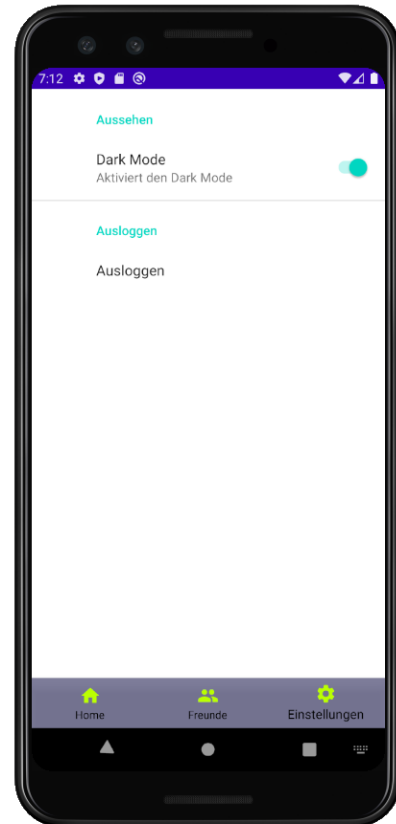 7:12
Aussehen
Dark Mode
Aktiviert den Dark Mode
Ausloggen
Ausloggen
Home Freunde Einstellungen